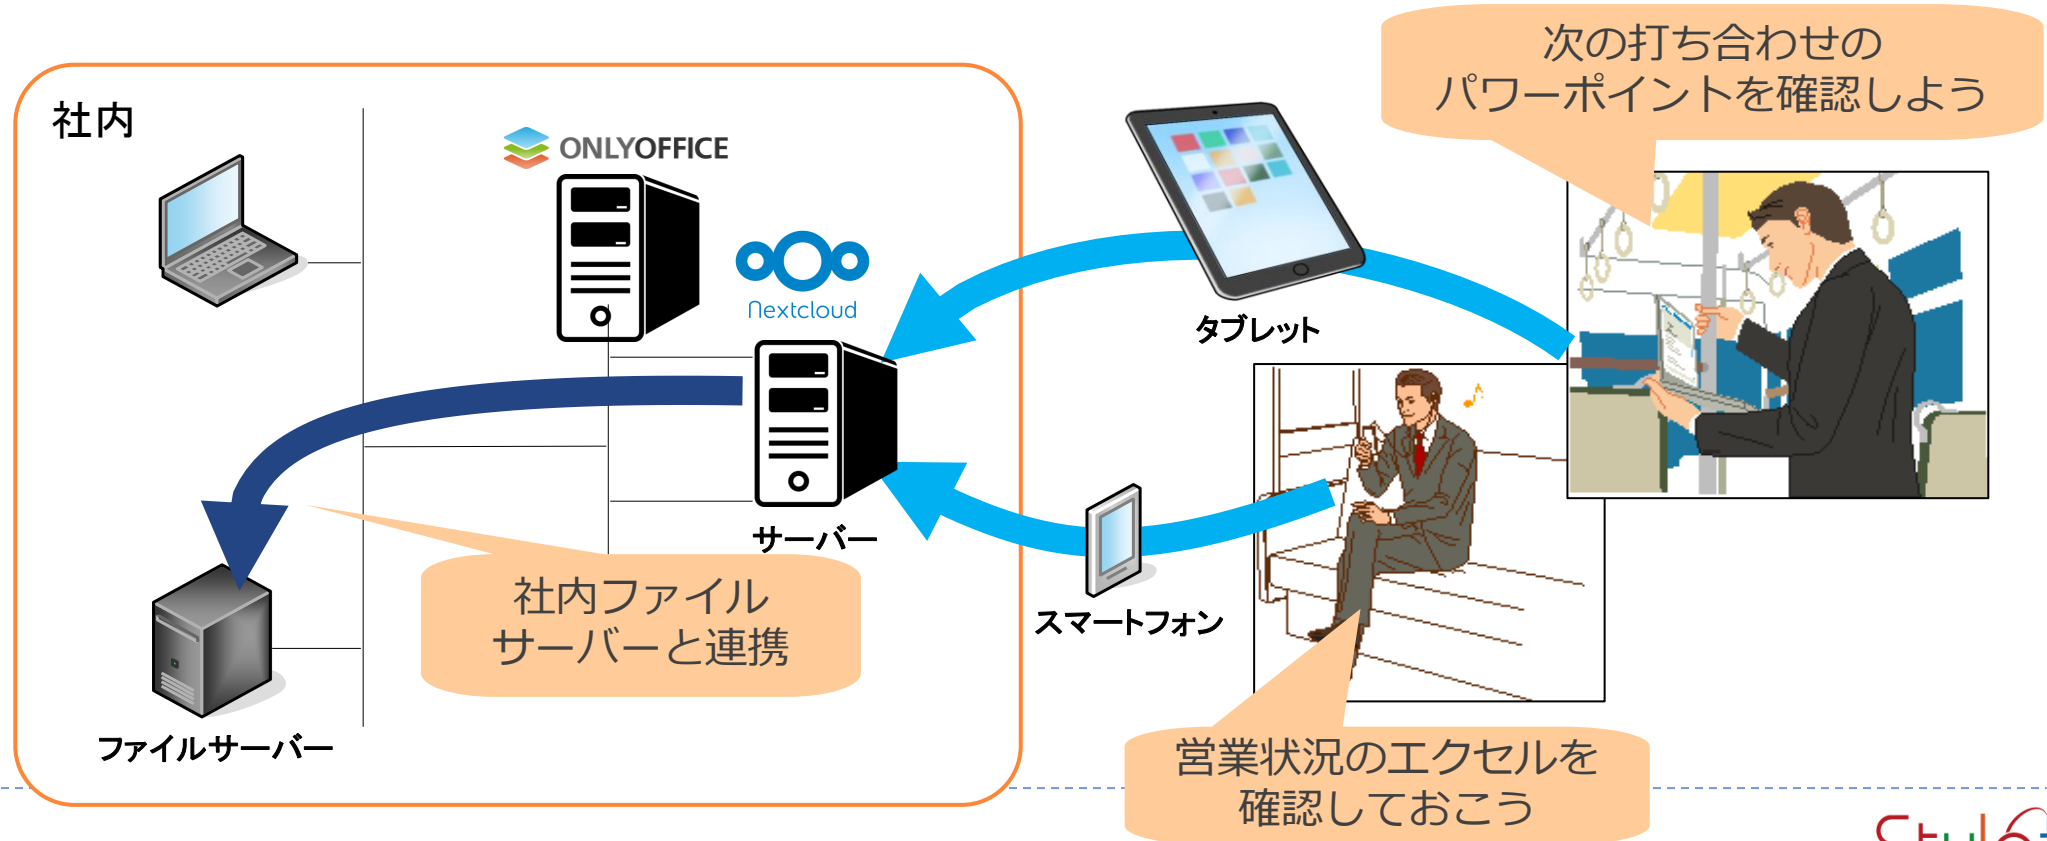 次の打ち合わせの
パワーポイントを確認しよう
社内
ONLYOFFICE
Nextcloud
タブレット
サーバー
社内ファイル
サーバーと連携
スマートフォン
ファイルサーバー
営業状況のエクセルを
確認しておこう